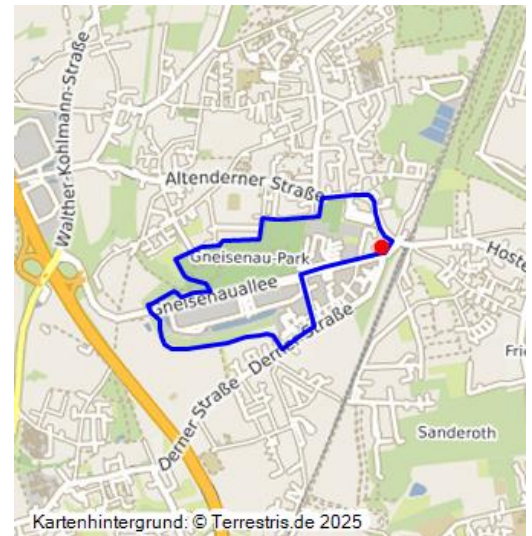 Walther-Kohlmann-Straße
Altenderner Straße
Gneisenau-Park
Gneisenauallee
Derner Straße
Derner Straße
Sanderoth
Kartenhintergrund: © Terrestris.de 2025